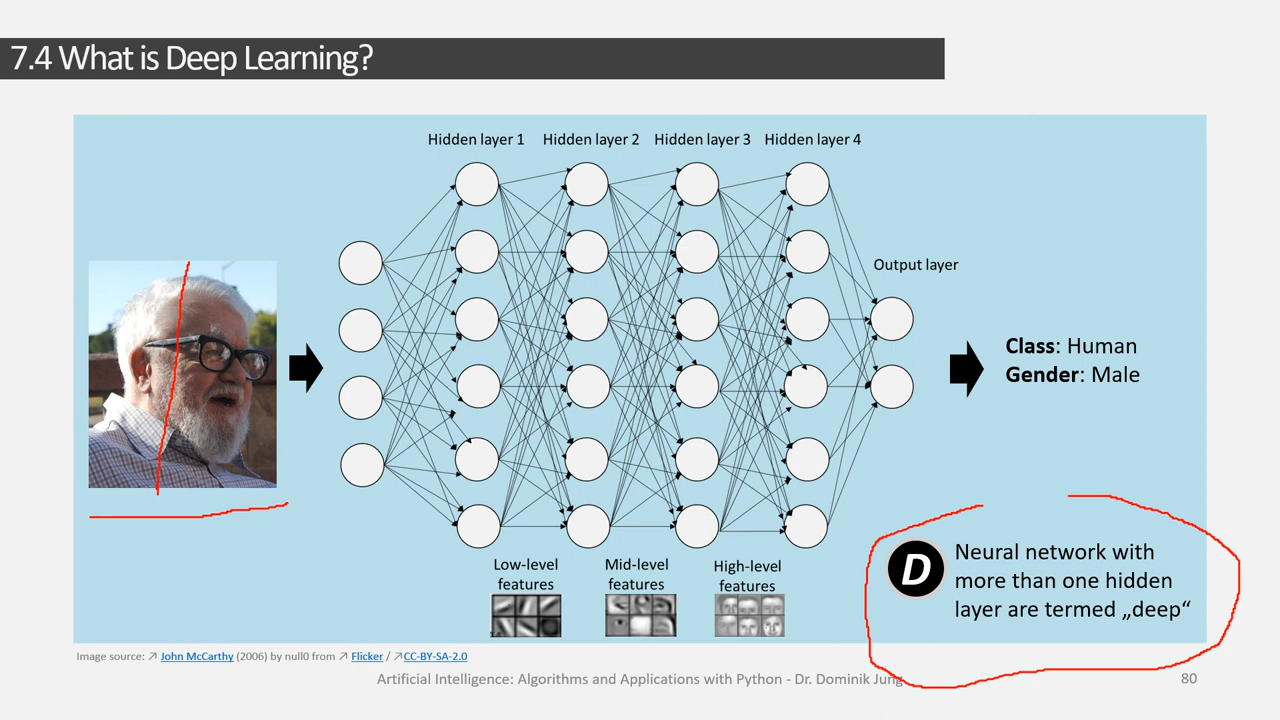 7.4 What is Deep Learning?
Hidden layer 1 Hidden layer 2 Hidden layer 3 Hidden layer 4
Output layer
Class: Human
Gender: Male
Low-level
features
Mid-level
features
High-level
features
D
Neural network with
more than one hidden
layer are termed „deep“
Image source: ↗ John McCarthy (2006) by null0 from ↗ Flicker / ↗CC-BY-SA-2.0
Artificial Intelligence: Algorithms and Applications with Python - Dr. Dominik Jung
80